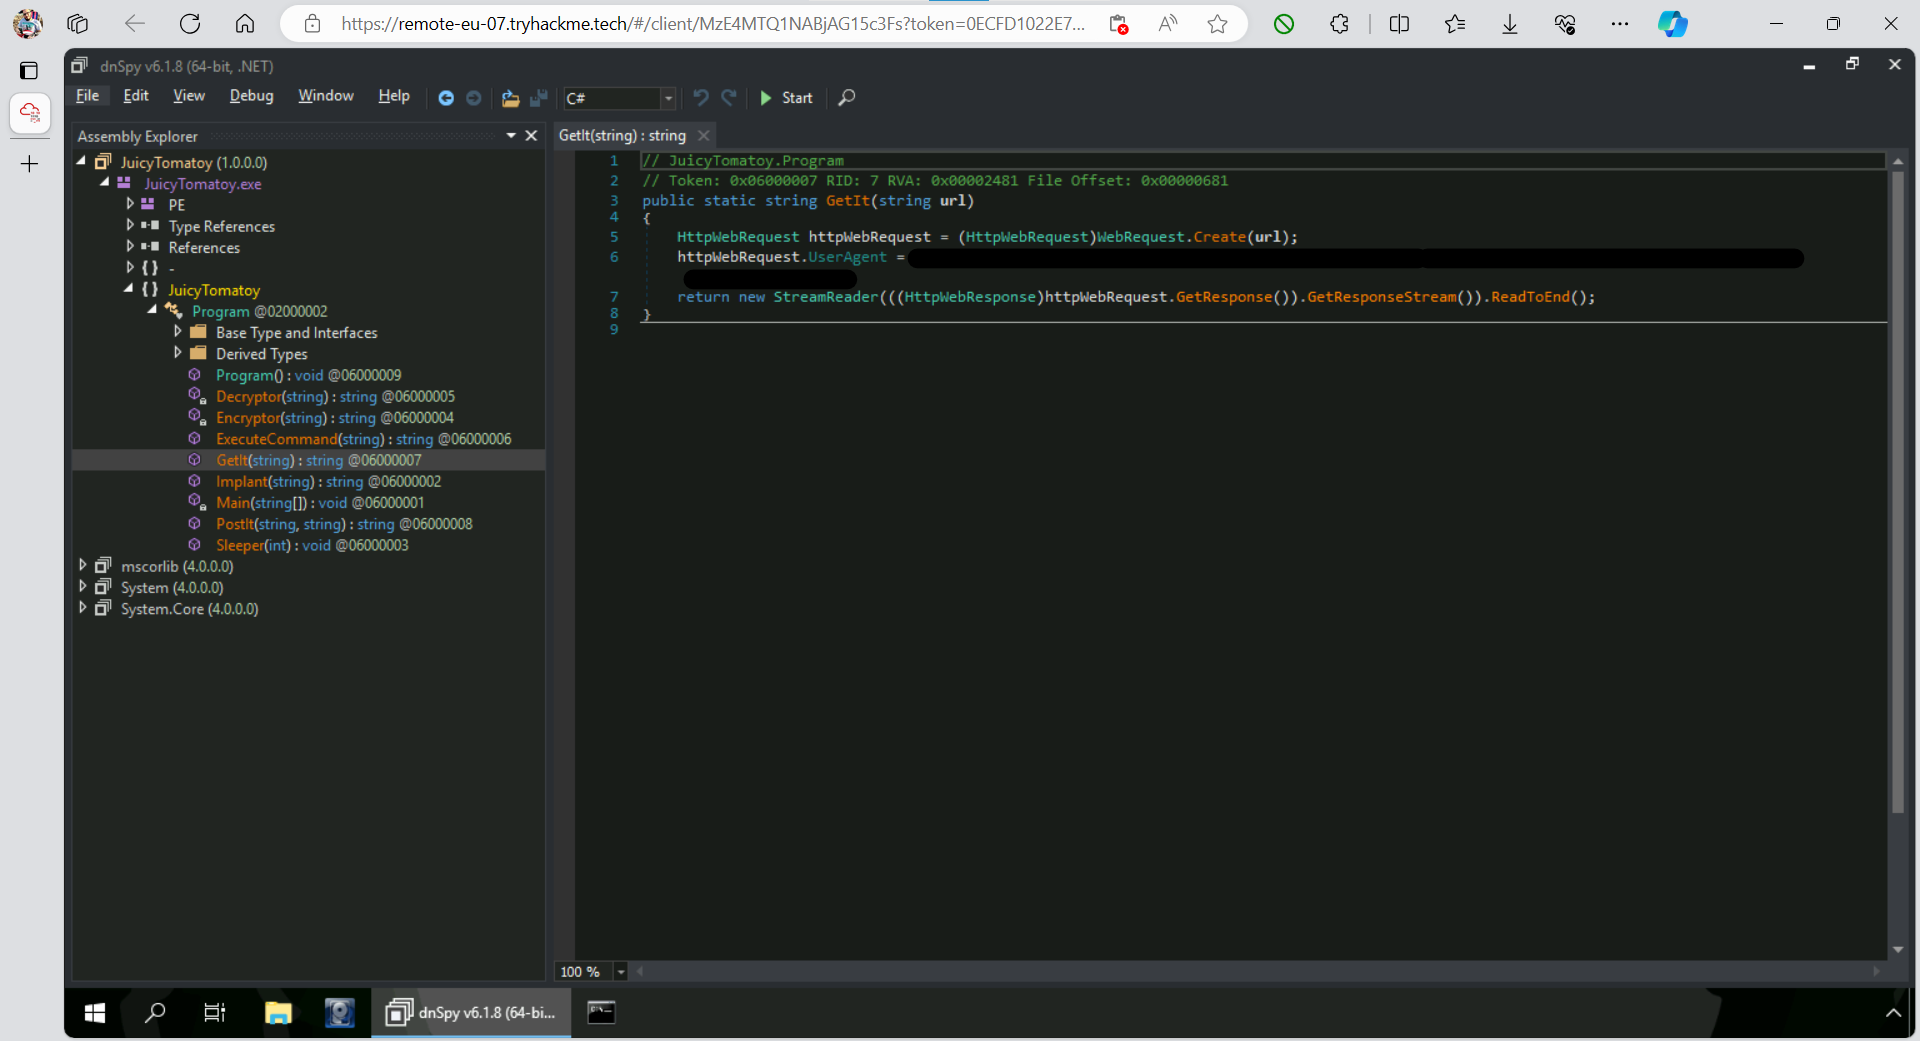 https://remote-eu-07.tryhackme.tech/#/client/MzE4MTQ1NABjAG15c3Fs?token=0ECFD1022E7...
dnSpy v6.1.8 (64-bit, .NET)
File Edit View Debug Window Help C# Start
Assembly Explorer
JuicyTomatoy (1.0.0.0)
JuicyTomatoy.exe
PE
Type References
References
{ } -
{ } JuicyTomatoy
Program @02000002
Base Type and Interfaces
Derived Types
Program() : void @06000009
Decryptor(string) : string @06000005
Encryptor(string) : string @06000004
ExecuteCommand(string) : string @06000006
GetIt(string) : string @06000007
Implant(string) : string @06000002
Main(string[]) : void @06000001
PostIt(string, string) : string @06000008
Sleeper(int) : void @06000003
mscorlib (4.0.0.0)
System (4.0.0.0)
System.Core (4.0.0.0)
GetIt(string) : string
1 // JuicyTomatoy.Program
2 // Token: 0x06000007 RID: 7 RVA: 0x00002481 File Offset: 0x00000681
3 public static string GetIt(string url)
4 {
5 HttpWebRequest httpWebRequest = (HttpWebRequest)WebRequest.Create(url);
6 httpWebRequest.UserAgent =
7 return new StreamReader(((HttpWebResponse)httpWebRequest.GetResponse()).GetResponseStream()).ReadToEnd();
8 }
9
100 %
dnSpy v6.1.8 (64-bi...